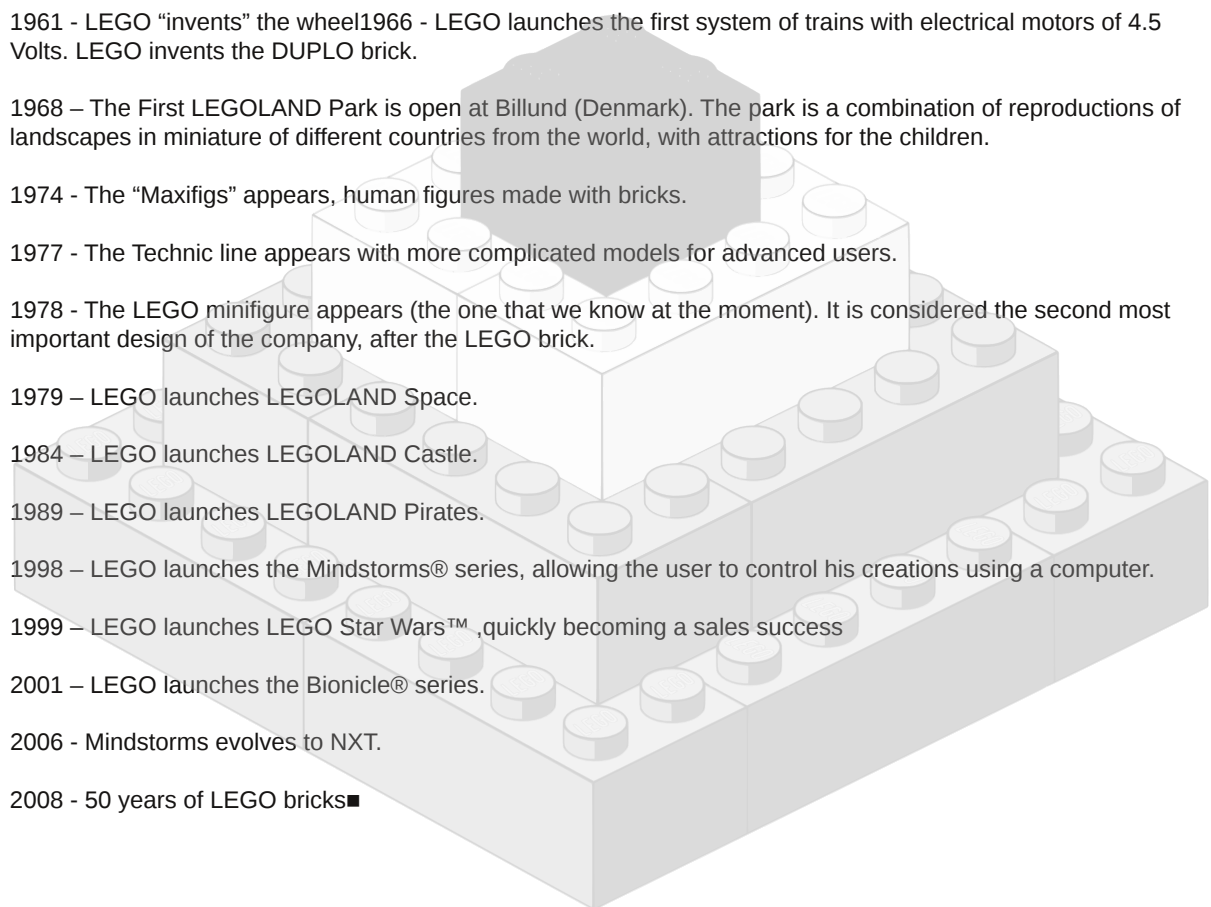 1961 - LEGO “invents” the wheel1966 - LEGO launches the first system of trains with electrical motors of 4.5
Volts. LEGO invents the DUPLO brick.
1968 – The First LEGOLAND Park is open at Billund (Denmark). The park is a combination of reproductions of
landscapes in miniature of different countries from the world, with attractions for the children.
1974 - The “Maxifigs” appears, human figures made with bricks.
1977 - The Technic line appears with more complicated models for advanced users.
1978 - The LEGO minifigure appears (the one that we know at the moment). It is considered the second most
important design of the company, after the LEGO brick.
1979 – LEGO launches LEGOLAND Space.
1984 – LEGO launches LEGOLAND Castle.
1989 – LEGO launches LEGOLAND Pirates.
1998 – LEGO launches the Mindstorms® series, allowing the user to control his creations using a computer.
1999 – LEGO launches LEGO Star Wars™ ,quickly becoming a sales success
2001 – LEGO launches the Bionicle® series.
2006 - Mindstorms evolves to NXT.
2008 - 50 years of LEGO bricks■